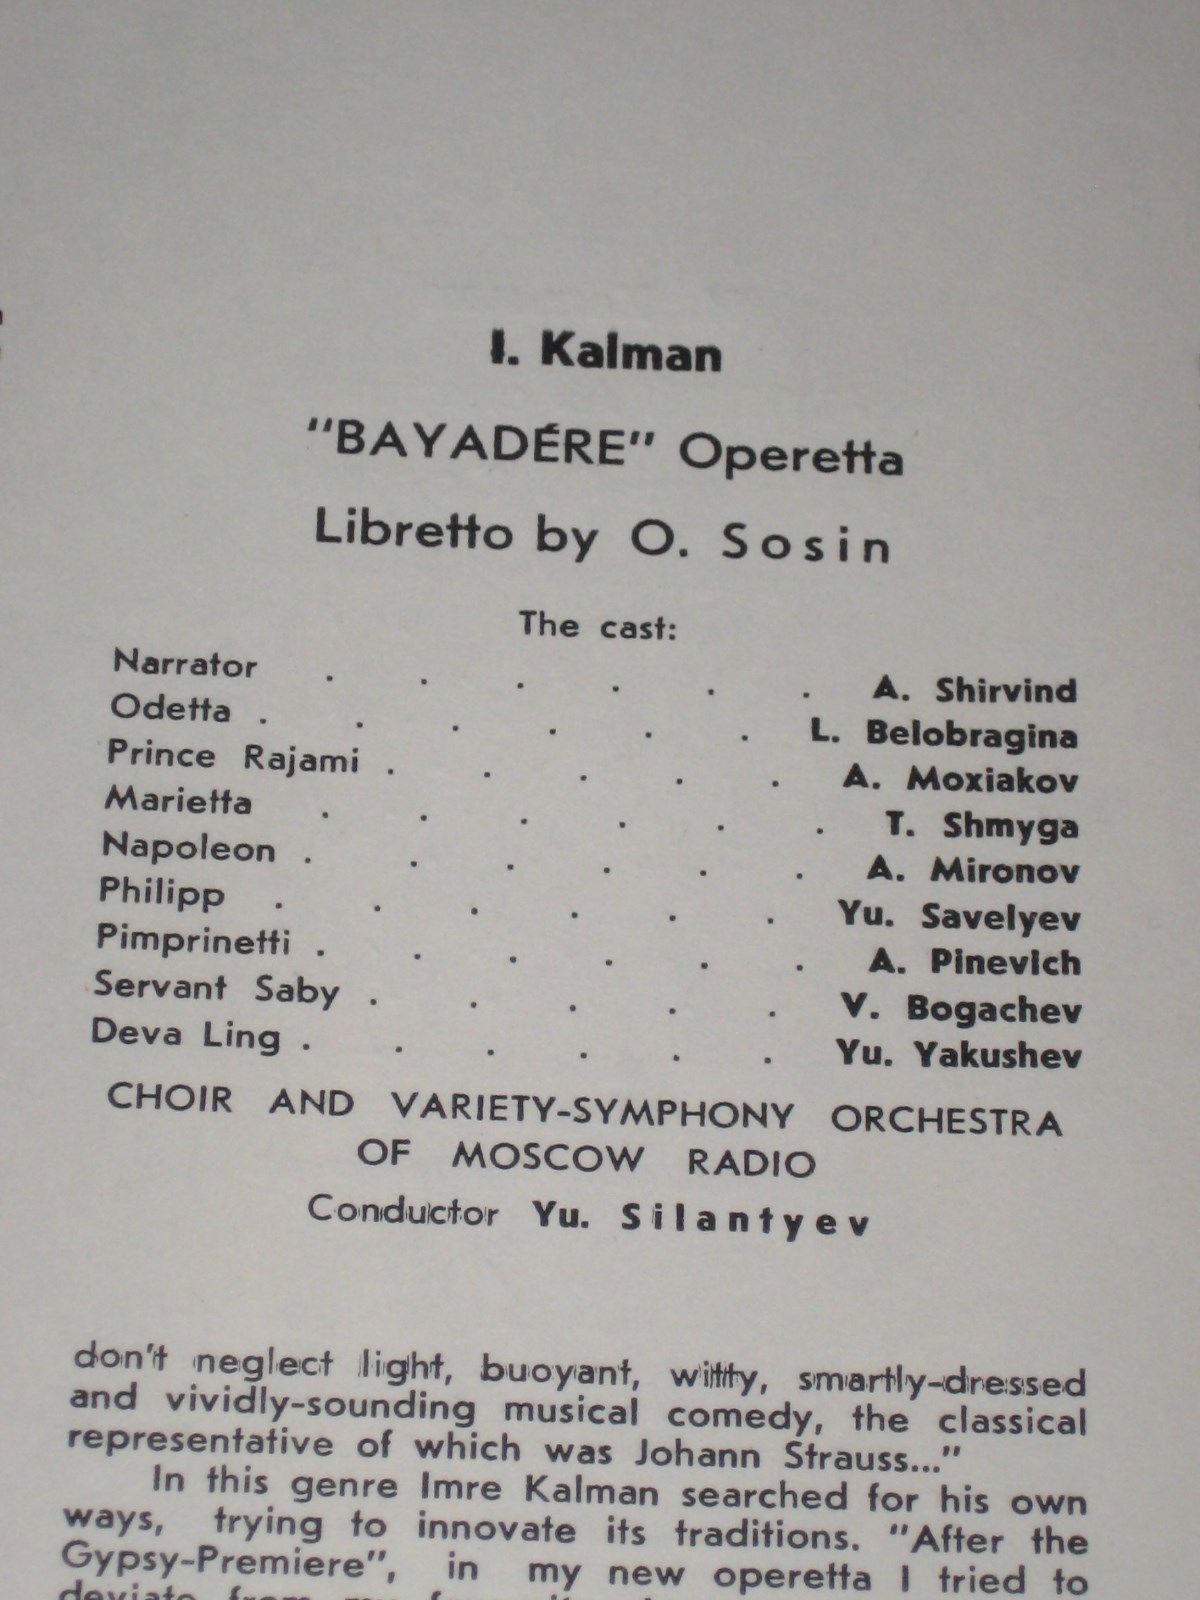 I. Kalman
"BAYADÉRE" Operetta
Libretto by O. Sosin
The cast:
Narrator . . . . . . A. Shirvind
Odetta . . . . . . L. Belobragina
Prince Rajami . . . . . A. Moxiakov
Marietta . . . . . . T. Shmyga
Napoleon . . . . . . A. Mironov
Philipp . . . . . . Yu. Savelyev
Pimprinetti . . . . . . A. Pinevich
Servant Saby . . . . . V. Bogachev
Deva Ling . . . . . . Yu. Yakushev
CHOIR AND VARIETY-SYMPHONY ORCHESTRA
OF MOSCOW RADIO
Conductor Yu. Silantyev
don't neglect light, buoyant, witty, smartly-dressed
and vividly-sounding musical comedy, the classical
representative of which was Johann Strauss..."
In this genre Imre Kalman searched for his own
ways, trying to innovate its traditions. "After the
Gypsy-Premiere", in my new operetta I tried to
deviate from my